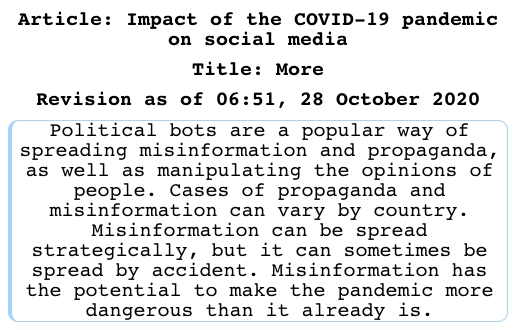 Article: Impact of the COVID-19 pandemic
on social media
Title: More
Revision as of 06:51, 28 October 2020
Political bots are a popular way of
spreading misinformation and propaganda,
as well as manipulating the opinions of
people. Cases of propaganda and
misinformation can vary by country.
Misinformation can be spread
strategically, but it can sometimes be
spread by accident. Misinformation has
the potential to make the pandemic more
dangerous than it already is.